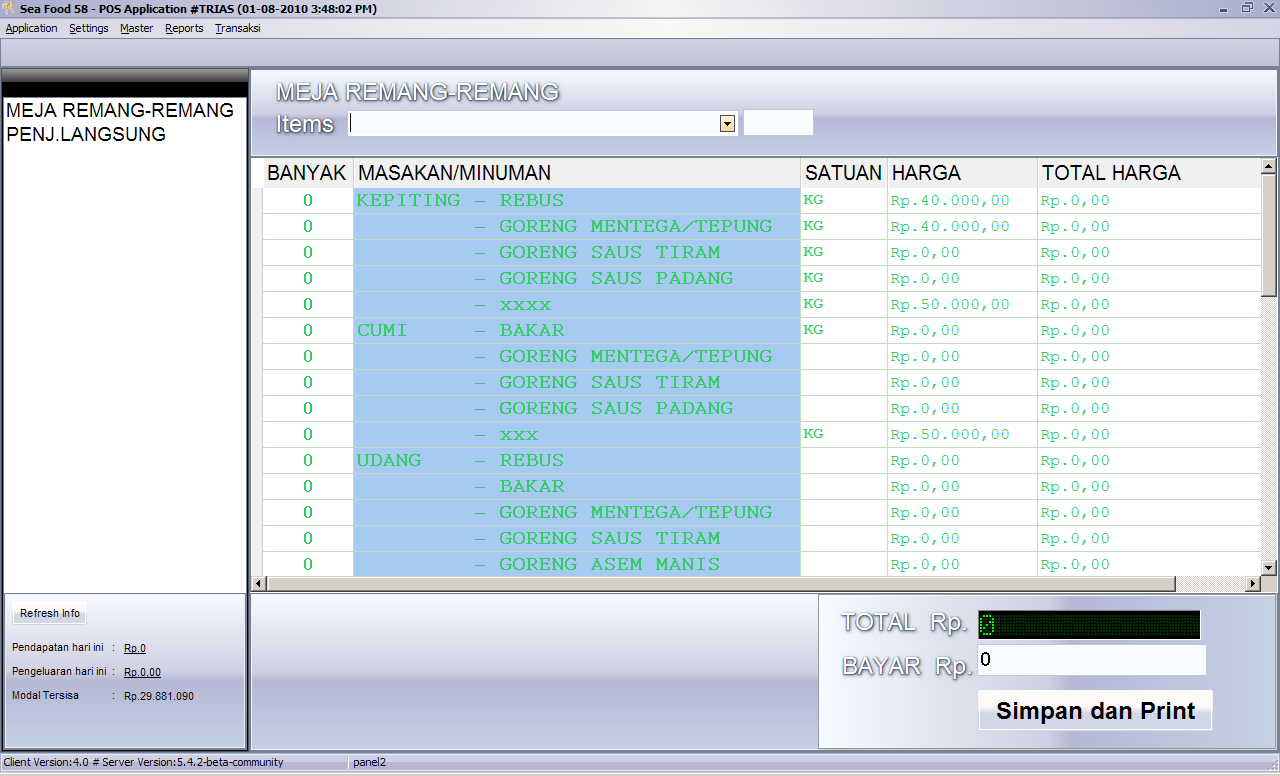 Sea Food 58 - POS Application #TRIAS (01-08-2010 3:48:02 PM)
Application Settings Master Reports Transaksi
MEJA REMANG-REMANG
PENJ.LANGSUNG
MEJA REMANG-REMANG
Items
BANYAK MASAKAN/MINUMAN SATUAN HARGA TOTAL HARGA
0 KEPITING - REBUS KG Rp.40.000,00 Rp.0,00
0 - GORENG MENTEGA/TEPUNG KG Rp.40.000,00 Rp.0,00
0 - GORENG SAUS TIRAM KG Rp.0,00 Rp.0,00
0 - GORENG SAUS PADANG KG Rp.0,00 Rp.0,00
0 - xxxx KG Rp.50.000,00 Rp.0,00
0 CUMI - BAKAR KG Rp.0,00 Rp.0,00
0 - GORENG MENTEGA/TEPUNG Rp.0,00 Rp.0,00
0 - GORENG SAUS TIRAM Rp.0,00 Rp.0,00
0 - GORENG SAUS PADANG Rp.0,00 Rp.0,00
0 - xxx KG Rp.50.000,00 Rp.0,00
0 UDANG - REBUS Rp.0,00 Rp.0,00
0 - BAKAR Rp.0,00 Rp.0,00
0 - GORENG MENTEGA/TEPUNG Rp.0,00 Rp.0,00
0 - GORENG SAUS TIRAM Rp.0,00 Rp.0,00
0 - GORENG ASEM MANIS Rp.0,00 Rp.0,00
Refresh Info
Pendapatan hari ini : Rp.0
Pengeluaran hari ini : Rp.0,00
Modal Tersisa : Rp.29.881.090
TOTAL Rp. 0
BAYAR Rp. 0
Simpan dan Print
Client Version:4.0 # Server Version:5.4.2-beta-community panel2